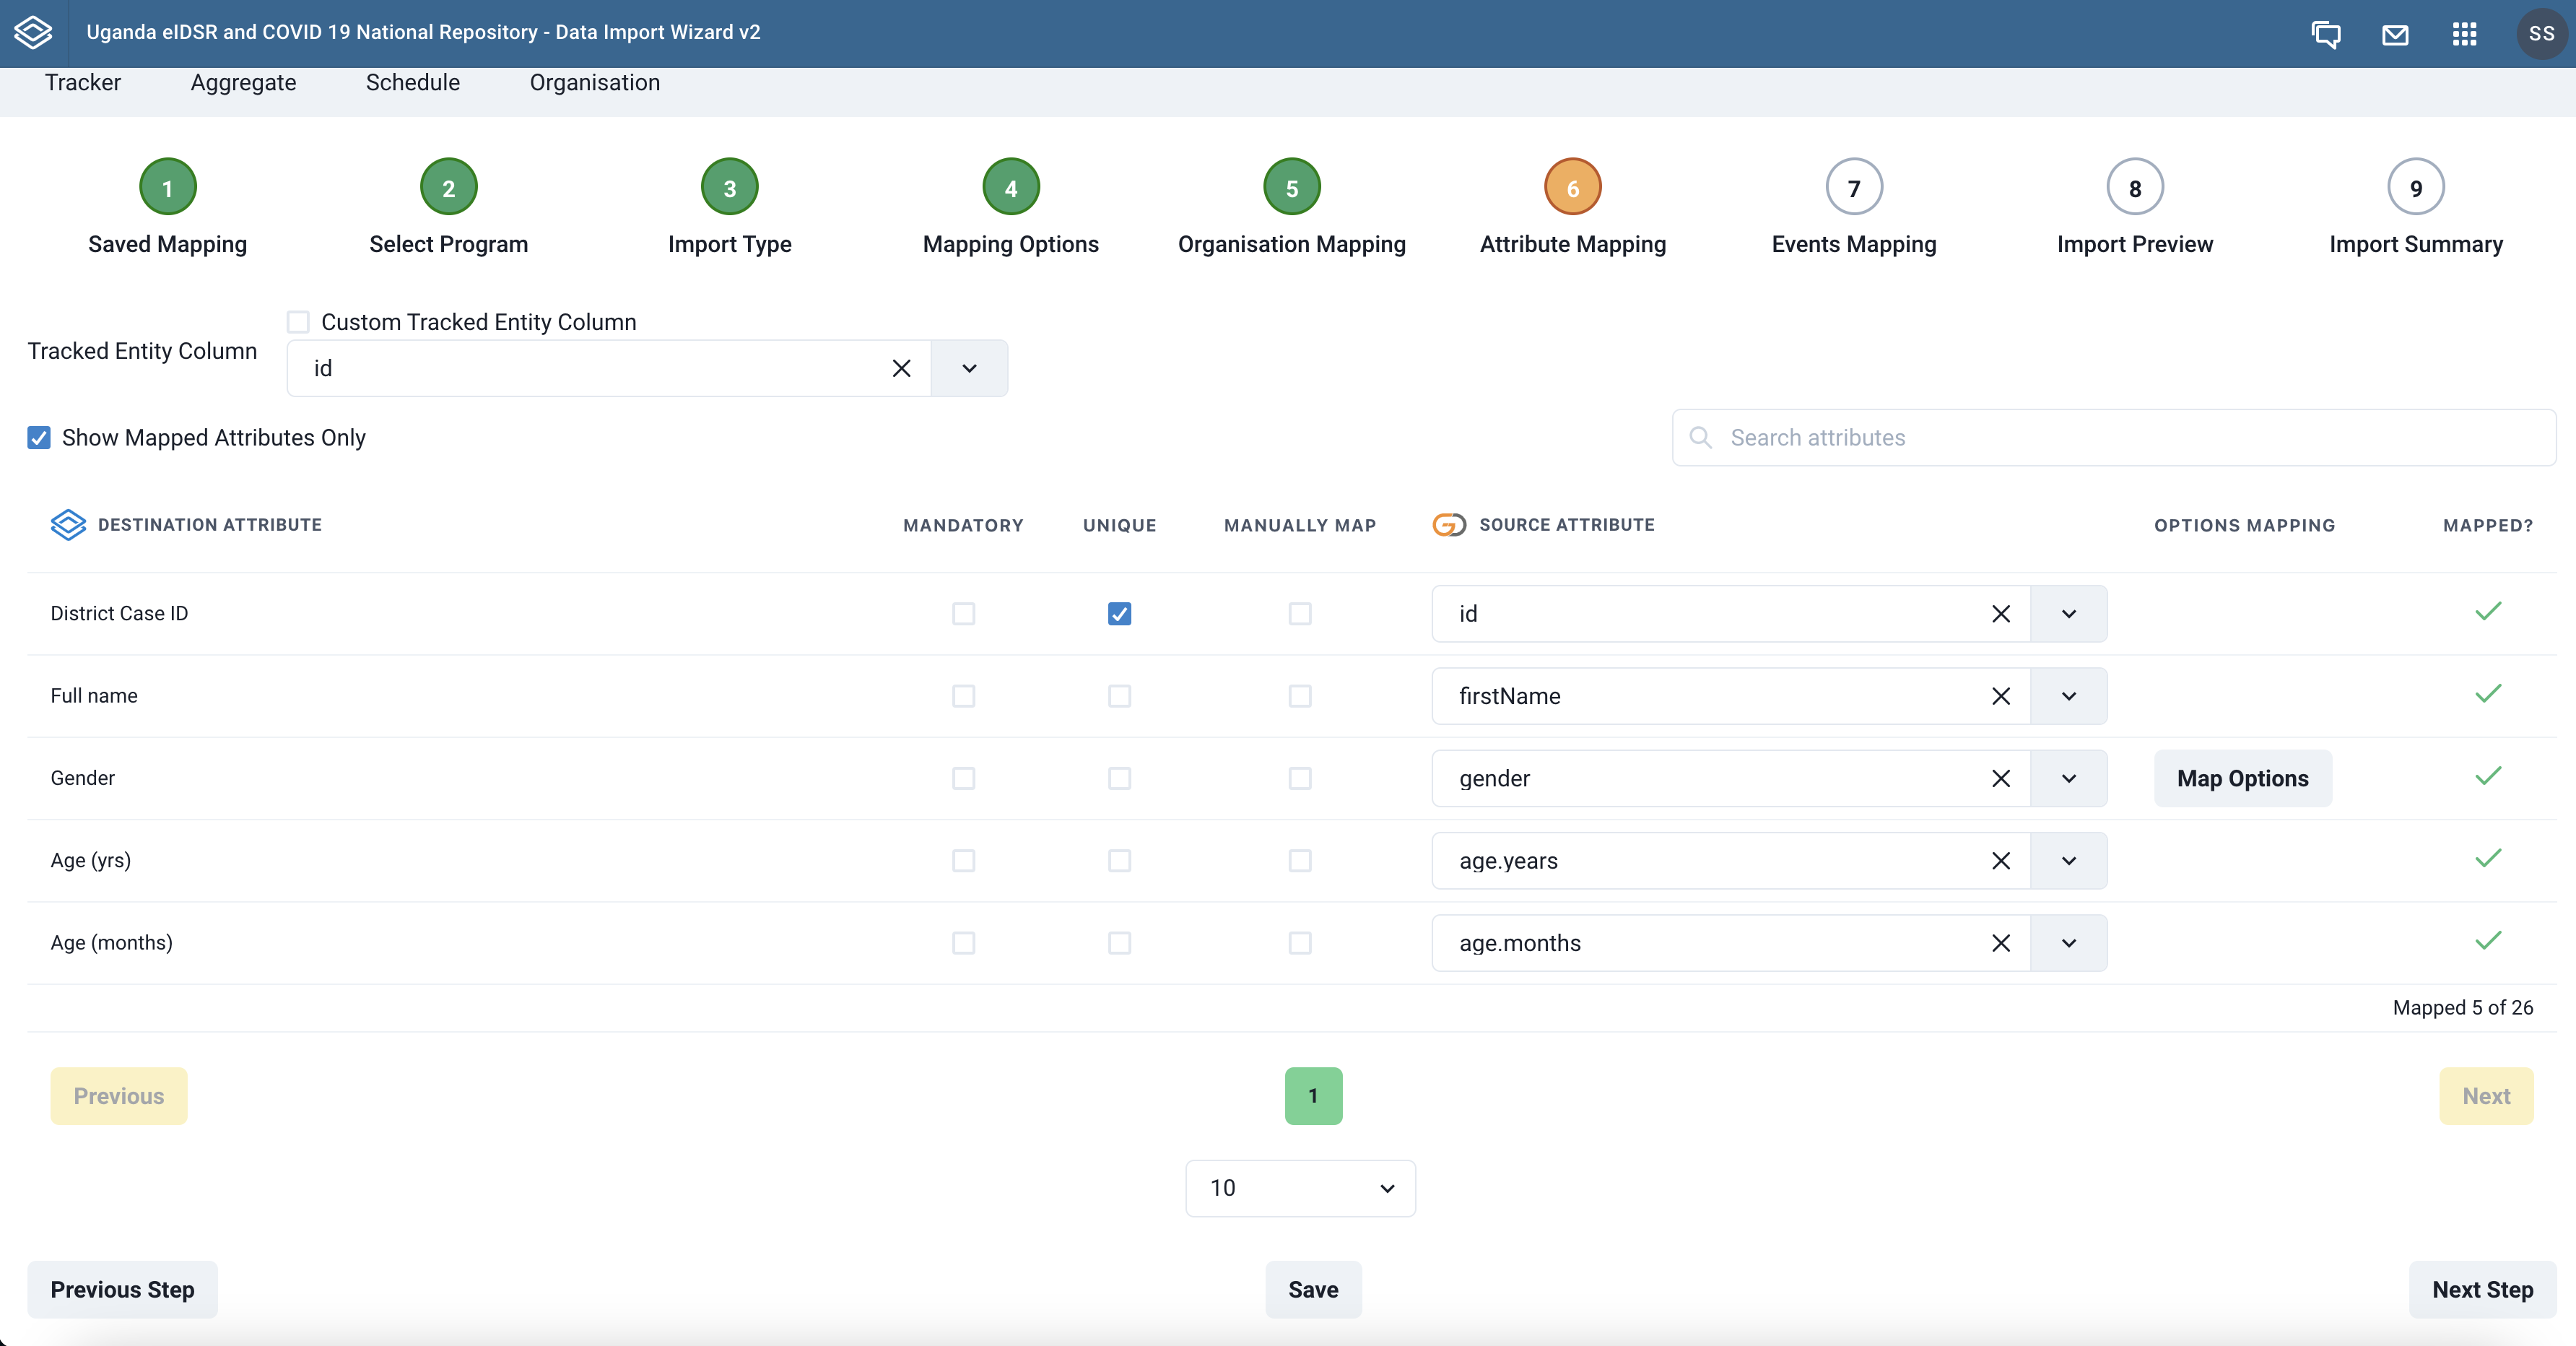 Uganda eIDSR and COVID 19 National Repository - Data Import Wizard v2
SS
Tracker Aggregate Schedule Organisation
1 2 3 4 5 6 7 8 9
Saved Mapping Select Program Import Type Mapping Options Organisation Mapping Attribute Mapping Events Mapping Import Preview Import Summary
Custom Tracked Entity Column
Tracked Entity Column
id
Show Mapped Attributes Only
Search attributes
DESTINATION ATTRIBUTE MANDATORY UNIQUE MANUALLY MAP SOURCE ATTRIBUTE OPTIONS MAPPING MAPPED?
District Case ID id
Full name firstName
Gender gender Map Options
Age (yrs) age.years
Age (months) age.months
Mapped 5 of 26
Previous 1 Next
10
Previous Step Save Next Step